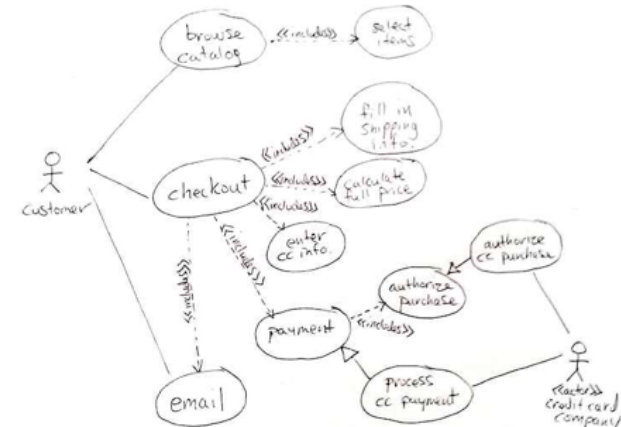 browse
catalog
<<includes>>
select
items
fill in
shipping
info.
<<includes>>
customer
checkout
<<includes>>
calculate
full price
<<includes>>
enter
cc info.
<<includes>>
<<includes>>
authorize
cc purchase
authorize
purchase
payment
<<includes>>
process
cc payment
email
<<actor>>
credit card
company